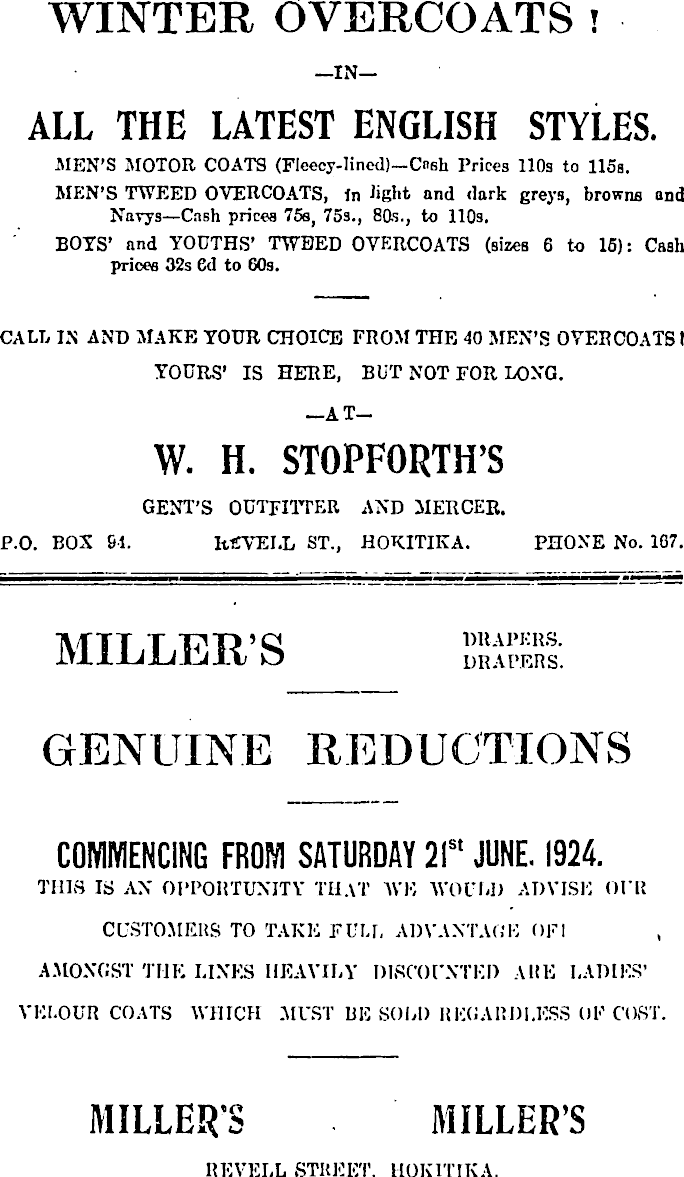 WINTER OVERCOATS!
—IN—
ALL THE LATEST ENGLISH STYLES.
MEN'S MOTOR COATS (Fleecy-lined)—Cash Prices 110s to 115s.
MEN'S TWEED OVERCOATS, in light and dark greys, browns and
Navys—Cash prices 75s, 75s., 80s., to 110s.
BOYS' and YOUTHS' TWEED OVERCOATS (sizes 6 to 15): Cash
prices 32s 6d to 60s.
CALL IN AND MAKE YOUR CHOICE FROM THE 40 MEN'S OVERCOATS!
YOURS' IS HERE, BUT NOT FOR LONG.
—AT—
W. H. STOPFORTH'S
GENT'S OUTFITTER AND MERCER.
P.O. BOX 94. REVELL ST., HOKITIKA. PHONE No. 167.
MILLER'S
DRAPERS.
DRAPERS.
GENUINE REDUCTIONS
COMMENCING FROM SATURDAY 21st JUNE. 1924.
THIS IS AN OPPORTUNITY THAT WE WOULD ADVISE OUR
CUSTOMERS TO TAKE FULL ADVANTAGE OF!
AMONGST THE LINES HEAVILY DISCOUNTED ARE LADIES'
VELOUR COATS WHICH MUST BE SOLD REGARDLESS OF COST.
MILLER'S MILLER'S
REVELL STREET, HOKITIKA.